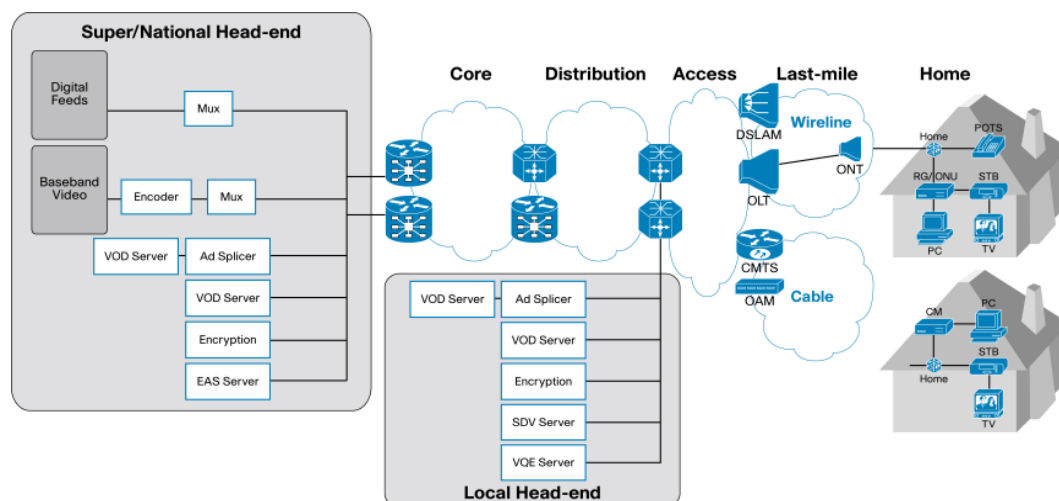 Super/National Head-end
Digital
Feeds
Mux
Baseband
Video
Encoder
Mux
VOD Server
Ad Splicer
VOD Server
Encryption
EAS Server
Core
Distribution
Access
Last-mile
Home
DSLAM
Wireline
OLT
ONT
CMTS
OAM
Cable
Home
POTS
RG/ONU
STB
PC
TV
CM
PC
Home
STB
TV
VOD Server
Ad Splicer
VOD Server
Encryption
SDV Server
VQE Server
Local Head-end